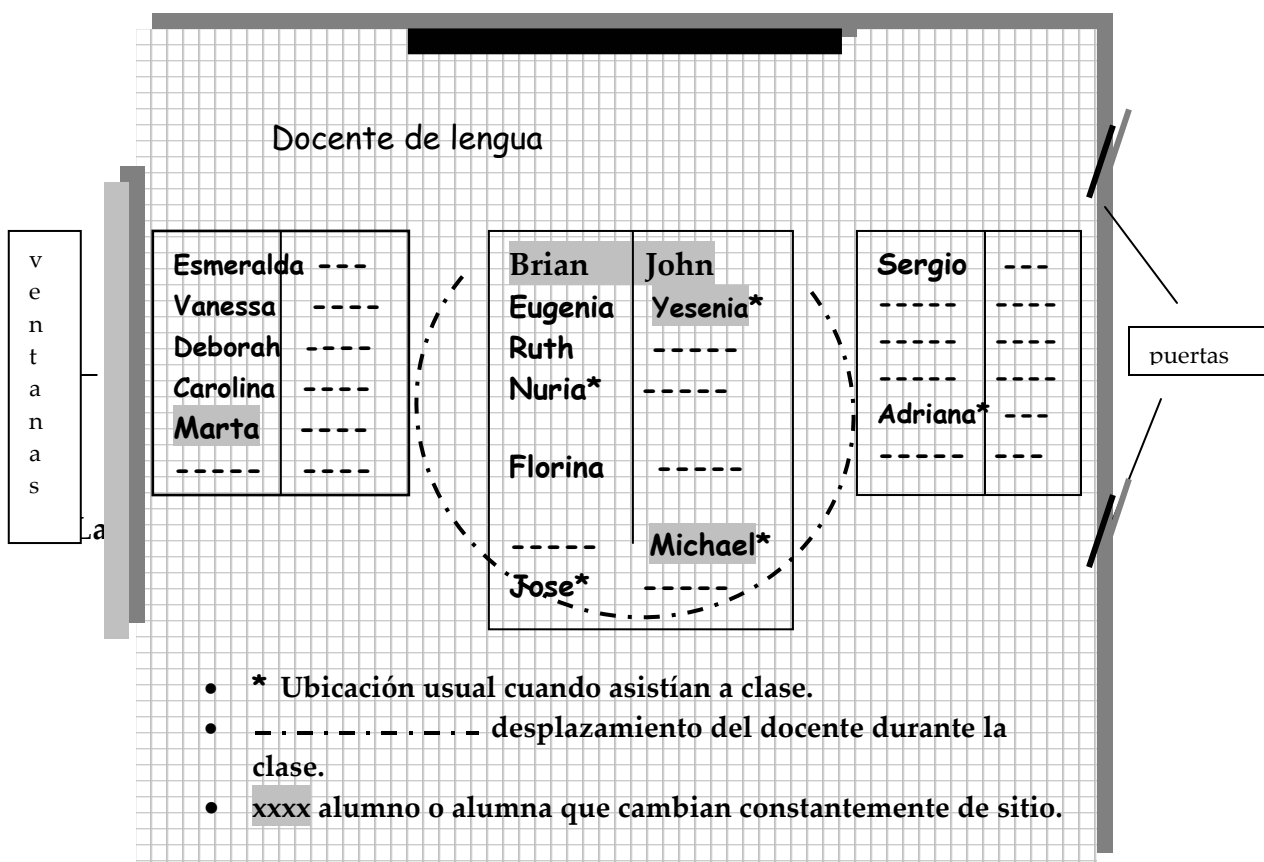 Docente de lengua
ventanas
Esmeralda ---
Vanessa ----
Deborah ----
Carolina ----
Marta ----
----- ----
Brian John
Eugenia Yesenia*
Ruth -----
Nuria* -----
Florina -----
----- Michael*
Jose* -----
Sergio ---
----- ----
----- ----
----- ----
Adriana* ---
----- ---
puertas
La
• * Ubicación usual cuando asistían a clase.
• desplazamiento del docente durante la
clase.
• xxxx alumno o alumna que cambian constantemente de sitio.